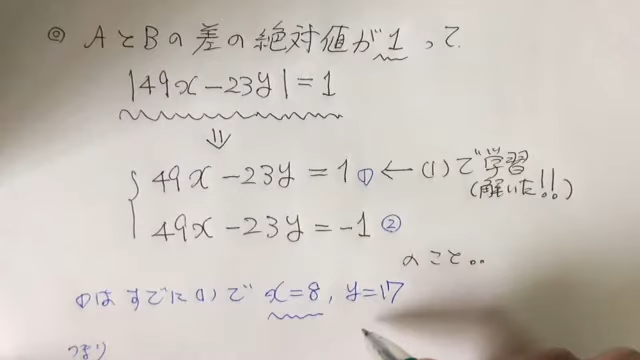 ◎ AとBの差の絶対値が1って
|49x-23y|=1
⇓
49x-23y=1 ① ← (1)で学習
(解いた!!)
49x-23y=-1 ②
のこと。。
①はすでに(1)で x=8, y=17
つまり